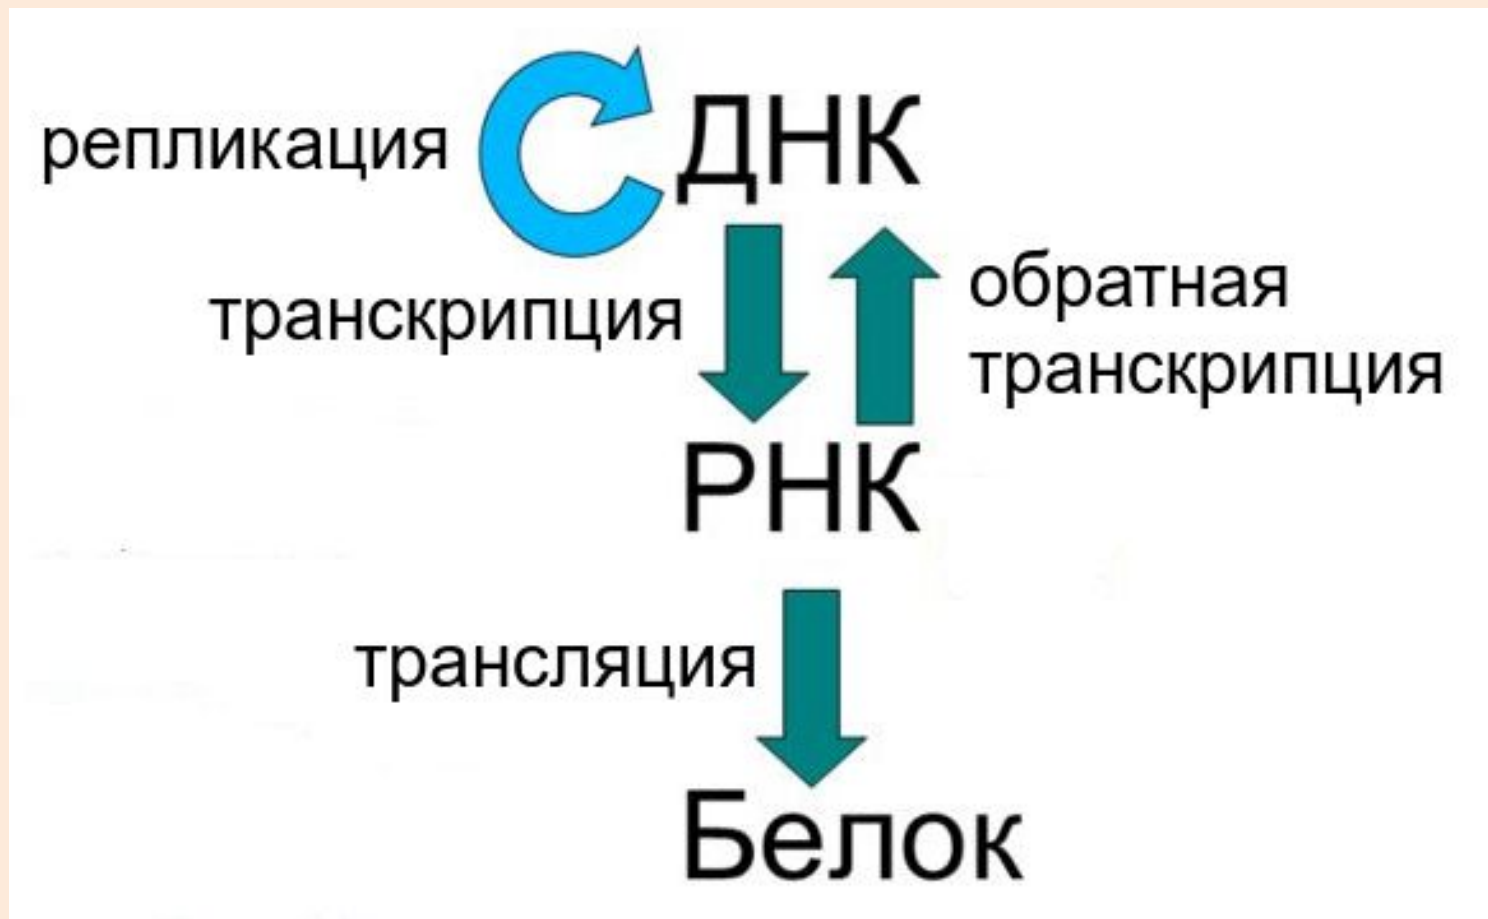 репликация
ДНК
транскрипция
обратная
транскрипция
РНК
трансляция
Белок